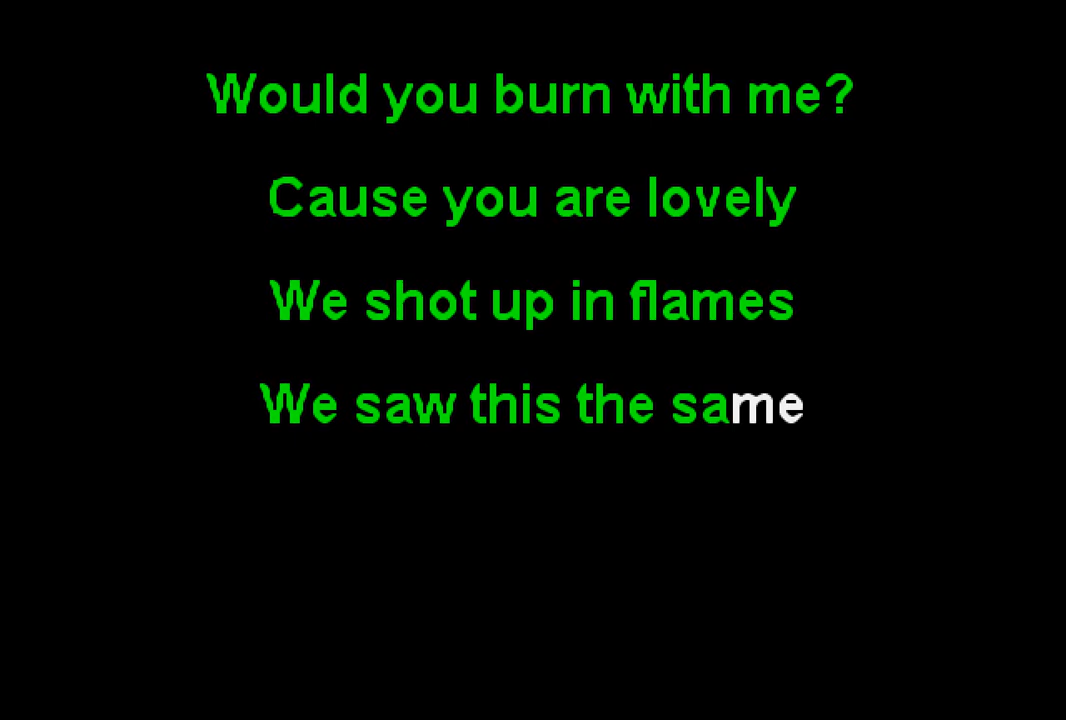 Would you burn with me?
Cause you are lovely
We shot up in flames
We saw this the same